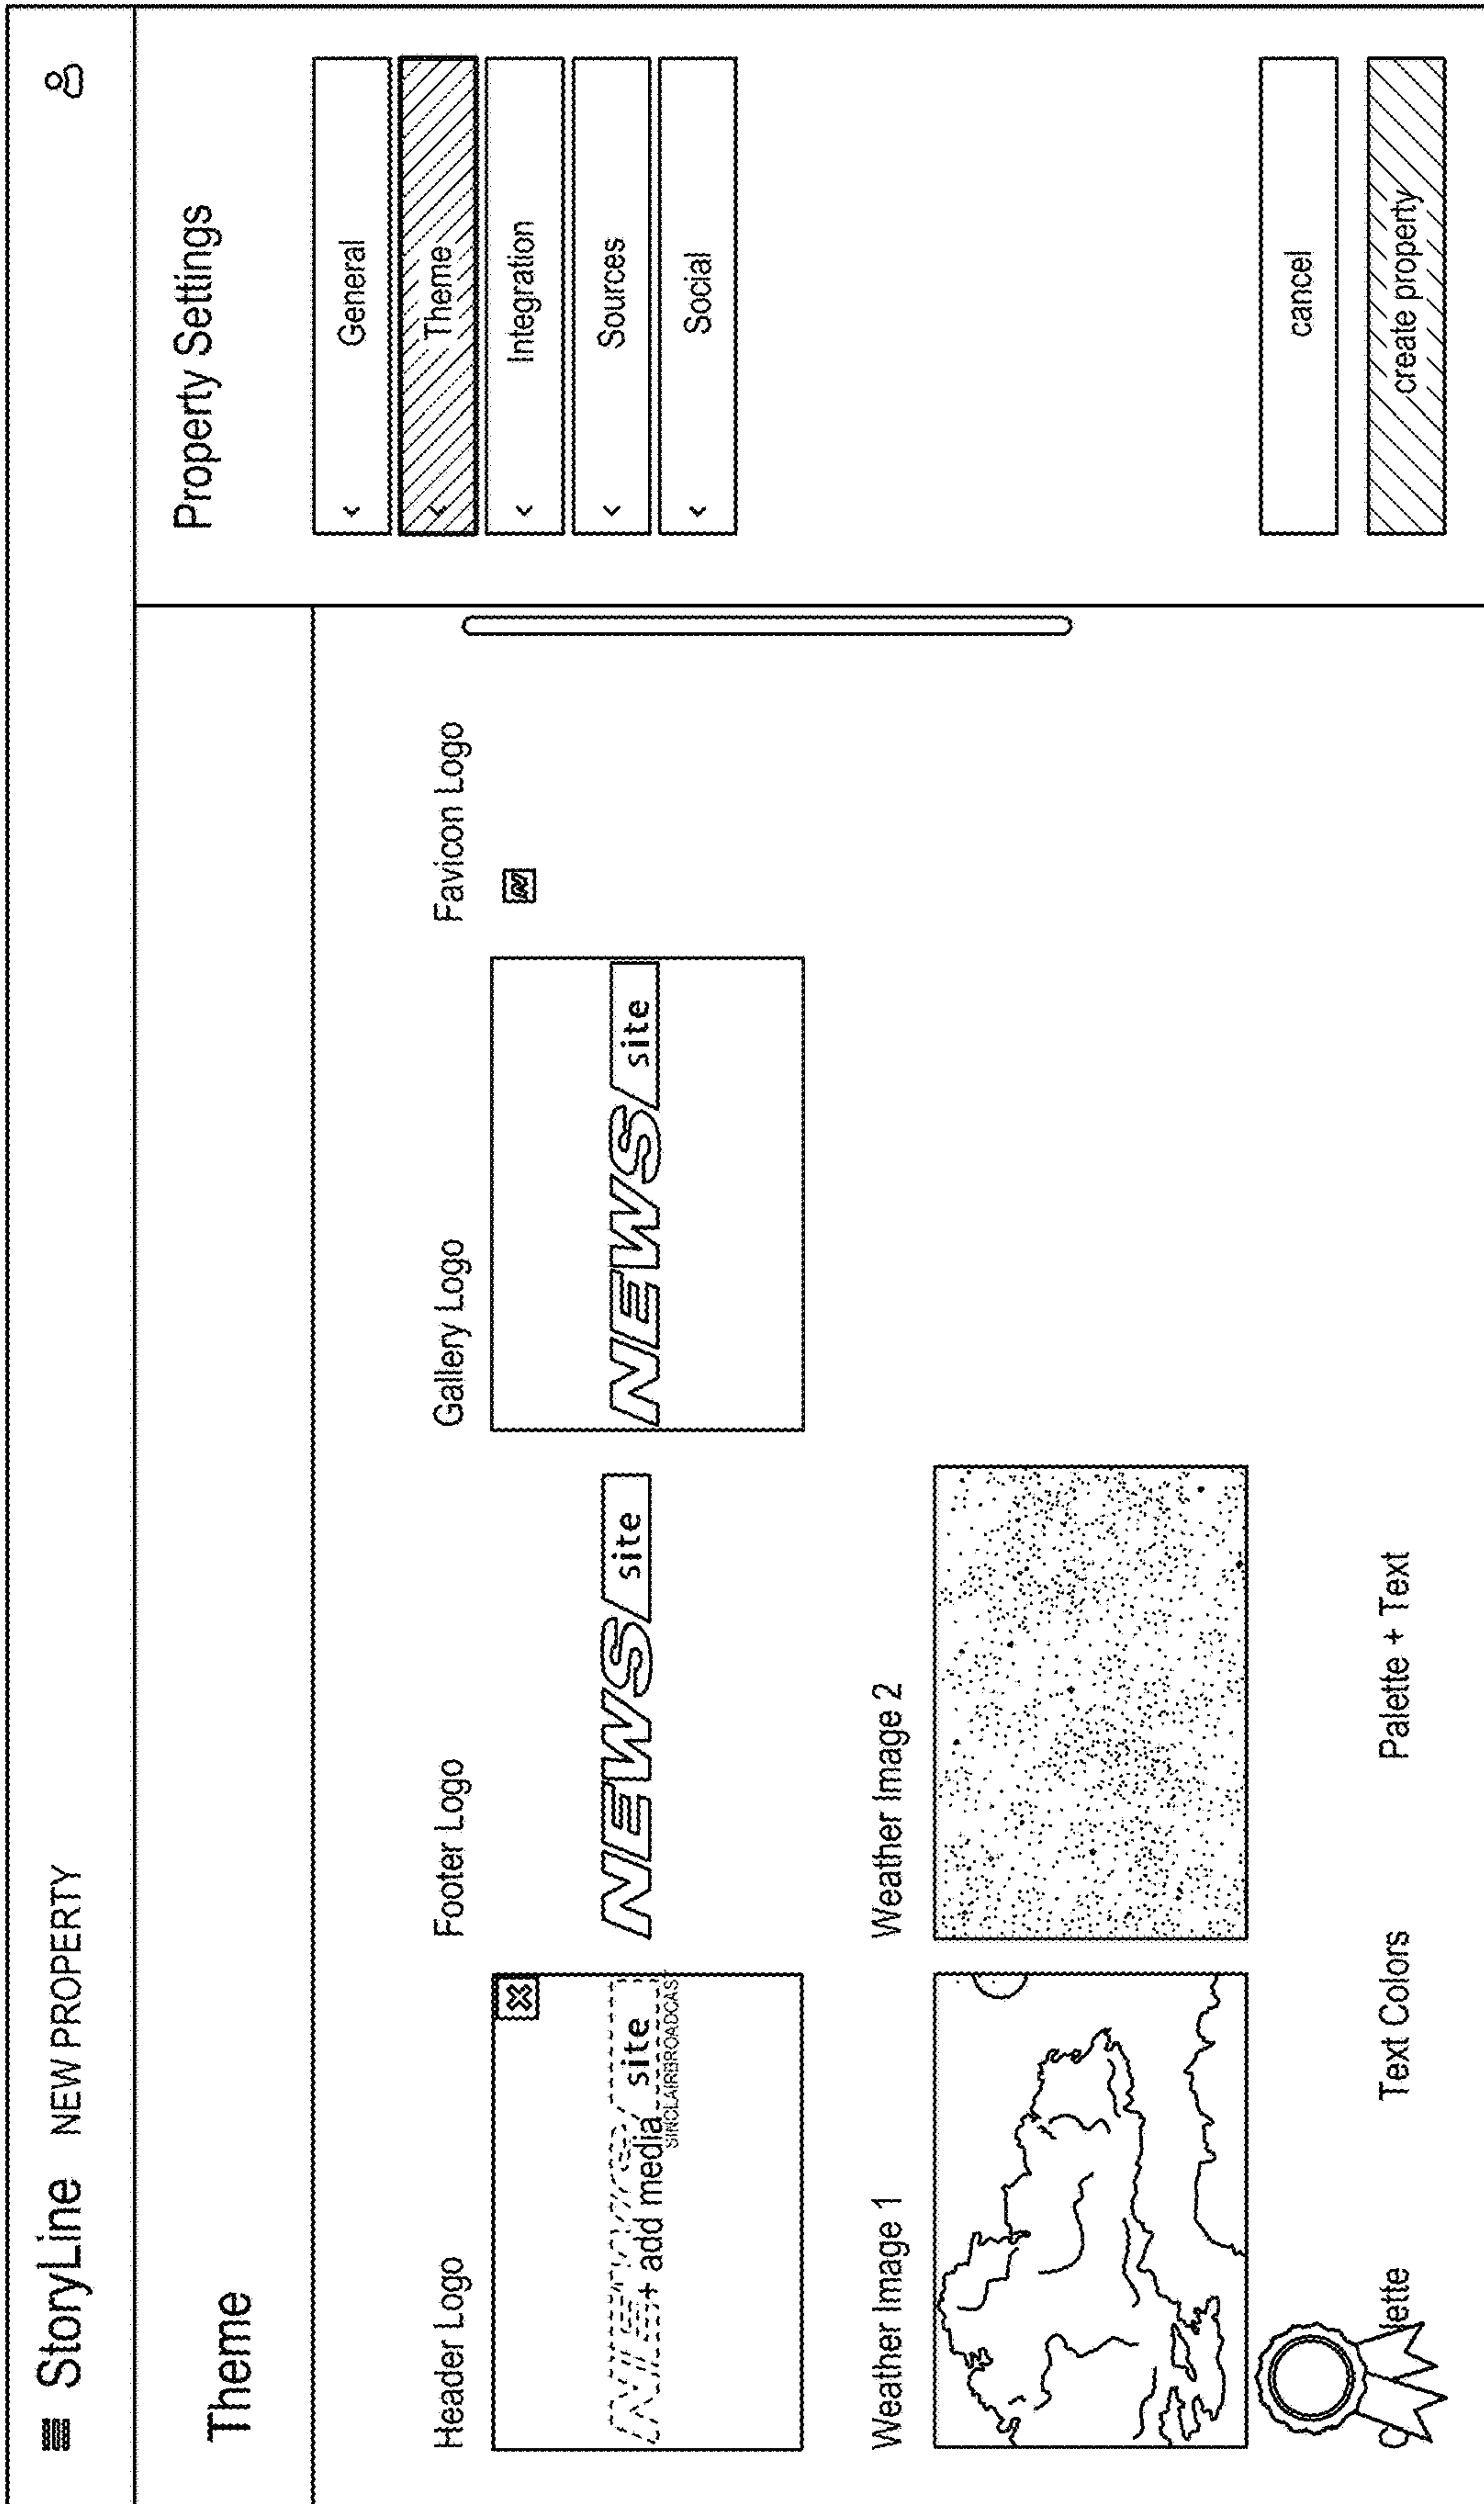 StoryLine NEW PROPERTY
Theme
Header Logo
Footer Logo
Gallery Logo
Favicon Logo
+ add media
site
SINCLAIRBROADCAST
NEWS site
NEWS site
N
Weather Image 1
Weather Image 2
lette
Text Colors
Palette + Text
Property Settings
General
Theme
Integration
Sources
Social
cancel
create property